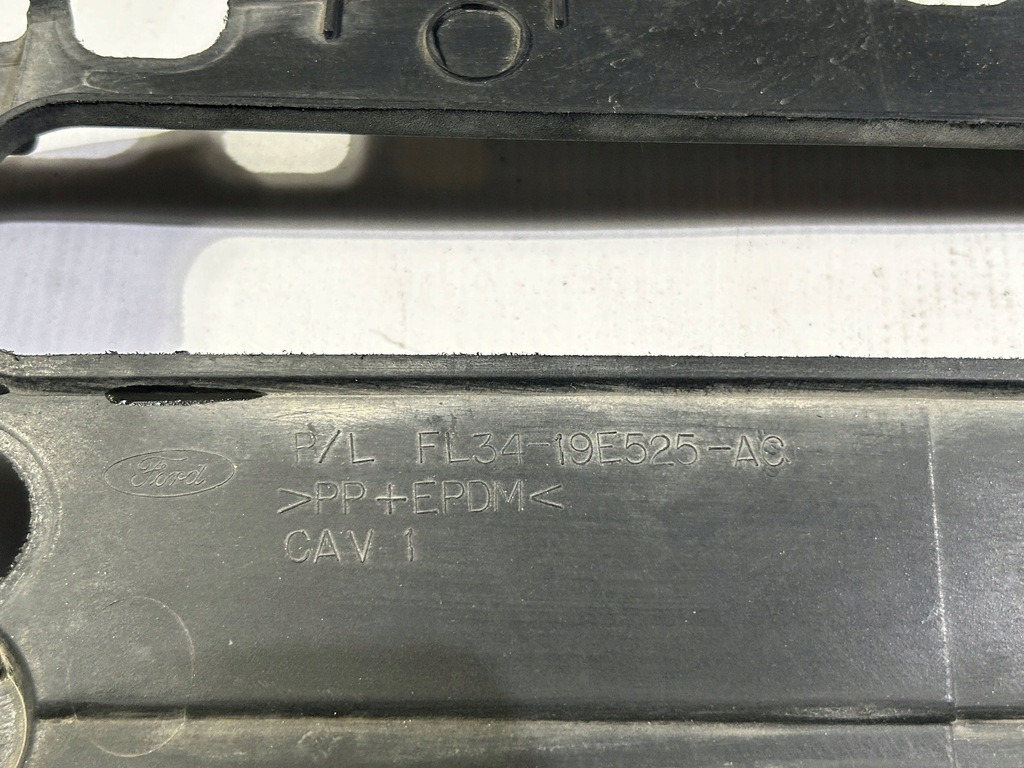 Ford
P/L FL34-19E525-AC
>PP+EPDM<
CAV 1